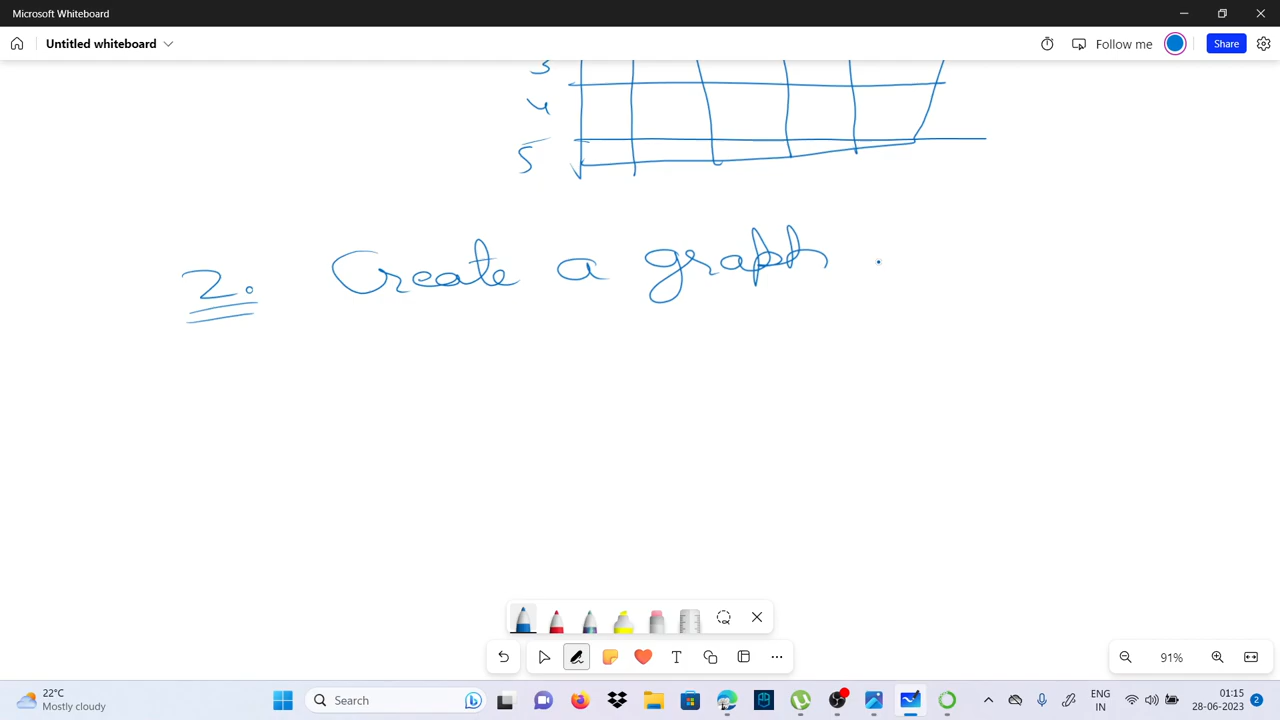 Microsoft Whiteboard
Untitled whiteboard
Follow me
Share
3
4
5
2. Create a graph
91%
22°C
Mostly cloudy
Search
ENG
IN
01:15
28-06-2023
2